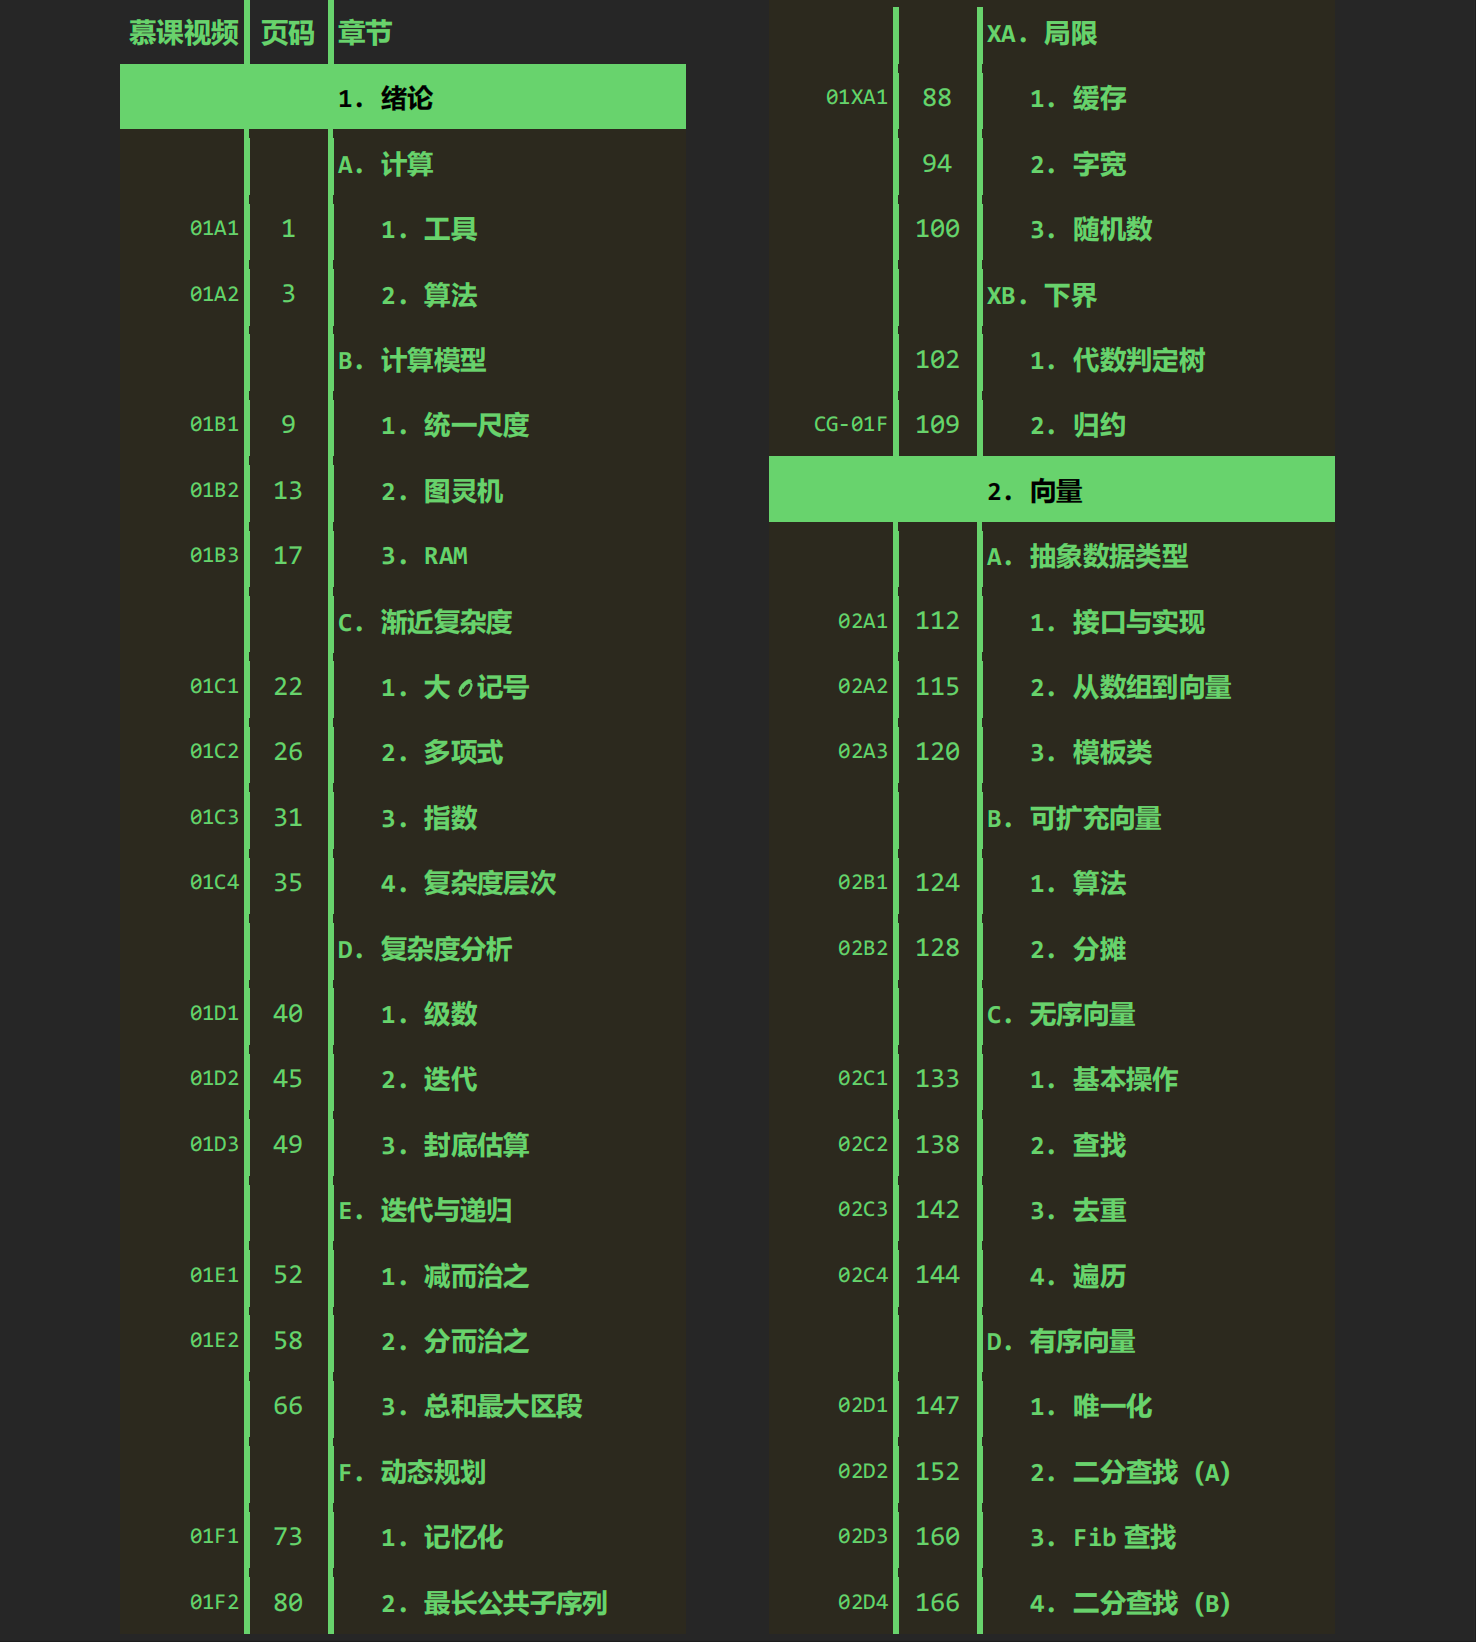 慕课视频 页码 章节
1. 绪论
A. 计算
01A1 1 1. 工具
01A2 3 2. 算法
B. 计算模型
01B1 9 1. 统一尺度
01B2 13 2. 图灵机
01B3 17 3. RAM
C. 渐近复杂度
01C1 22 1. 大𝒪记号
01C2 26 2. 多项式
01C3 31 3. 指数
01C4 35 4. 复杂度层次
D. 复杂度分析
01D1 40 1. 级数
01D2 45 2. 迭代
01D3 49 3. 封底估算
E. 迭代与递归
01E1 52 1. 减而治之
01E2 58 2. 分而治之
66 3. 总和最大区段
F. 动态规划
01F1 73 1. 记忆化
01F2 80 2. 最长公共子序列
XA. 局限
01XA1 88 1. 缓存
94 2. 字宽
100 3. 随机数
XB. 下界
102 1. 代数判定树
CG-01F 109 2. 归约
2. 向量
A. 抽象数据类型
02A1 112 1. 接口与实现
02A2 115 2. 从数组到向量
02A3 120 3. 模板类
B. 可扩充向量
02B1 124 1. 算法
02B2 128 2. 分摊
C. 无序向量
02C1 133 1. 基本操作
02C2 138 2. 查找
02C3 142 3. 去重
02C4 144 4. 遍历
D. 有序向量
02D1 147 1. 唯一化
02D2 152 2. 二分查找（A）
02D3 160 3. Fib 查找
02D4 166 4. 二分查找（B）